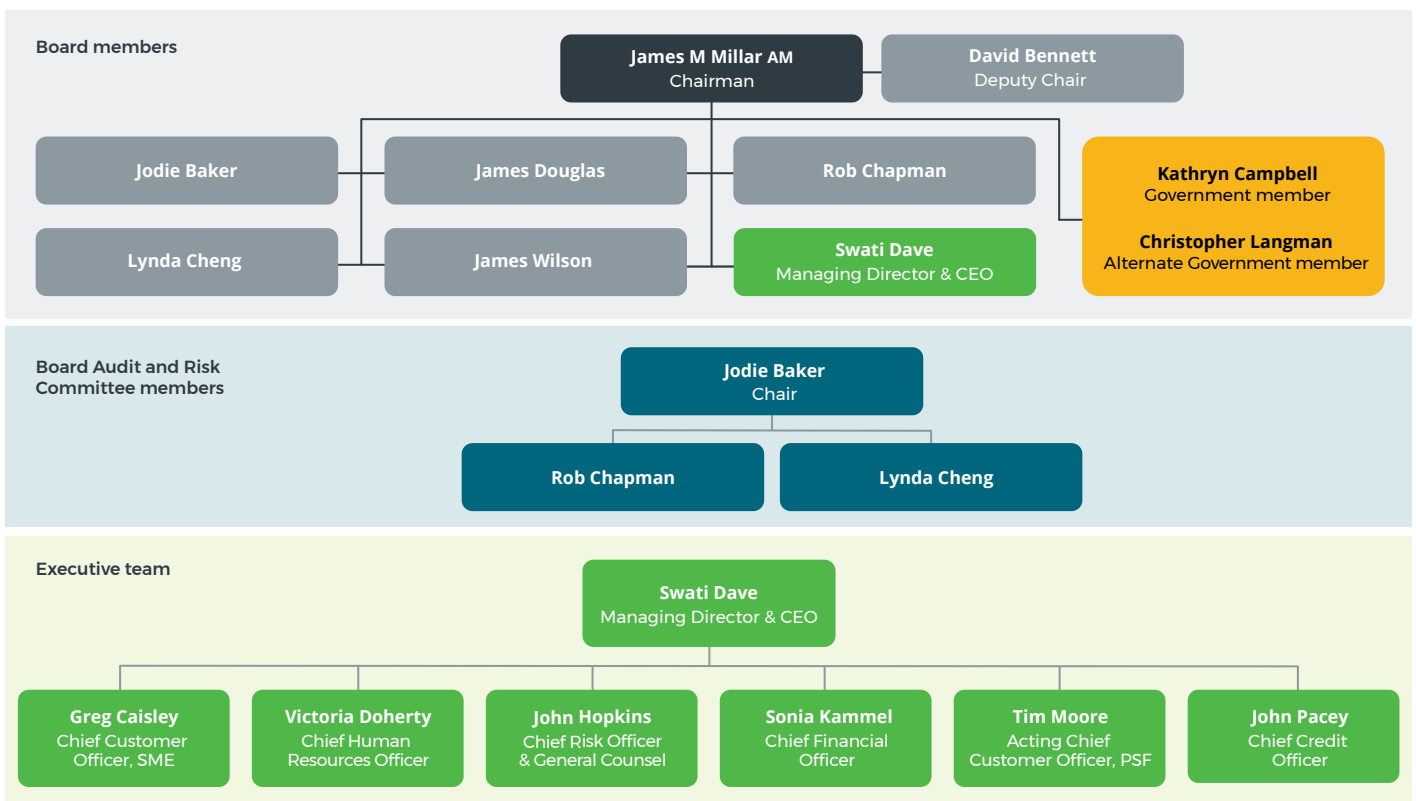 Board members
James M Millar AM
Chairman
David Bennett
Deputy Chair
Jodie Baker
James Douglas
Rob Chapman
Kathryn Campbell
Government member
Christopher Langman
Alternate Government member
Lynda Cheng
James Wilson
Swati Dave
Managing Director & CEO
Board Audit and Risk
Committee members
Jodie Baker
Chair
Rob Chapman
Lynda Cheng
Executive team
Swati Dave
Managing Director & CEO
Greg Caisley
Chief Customer
Officer, SME
Victoria Doherty
Chief Human
Resources Officer
John Hopkins
Chief Risk Officer
& General Counsel
Sonia Kammel
Chief Financial
Officer
Tim Moore
Acting Chief
Customer Officer, PSF
John Pacey
Chief Credit
Officer